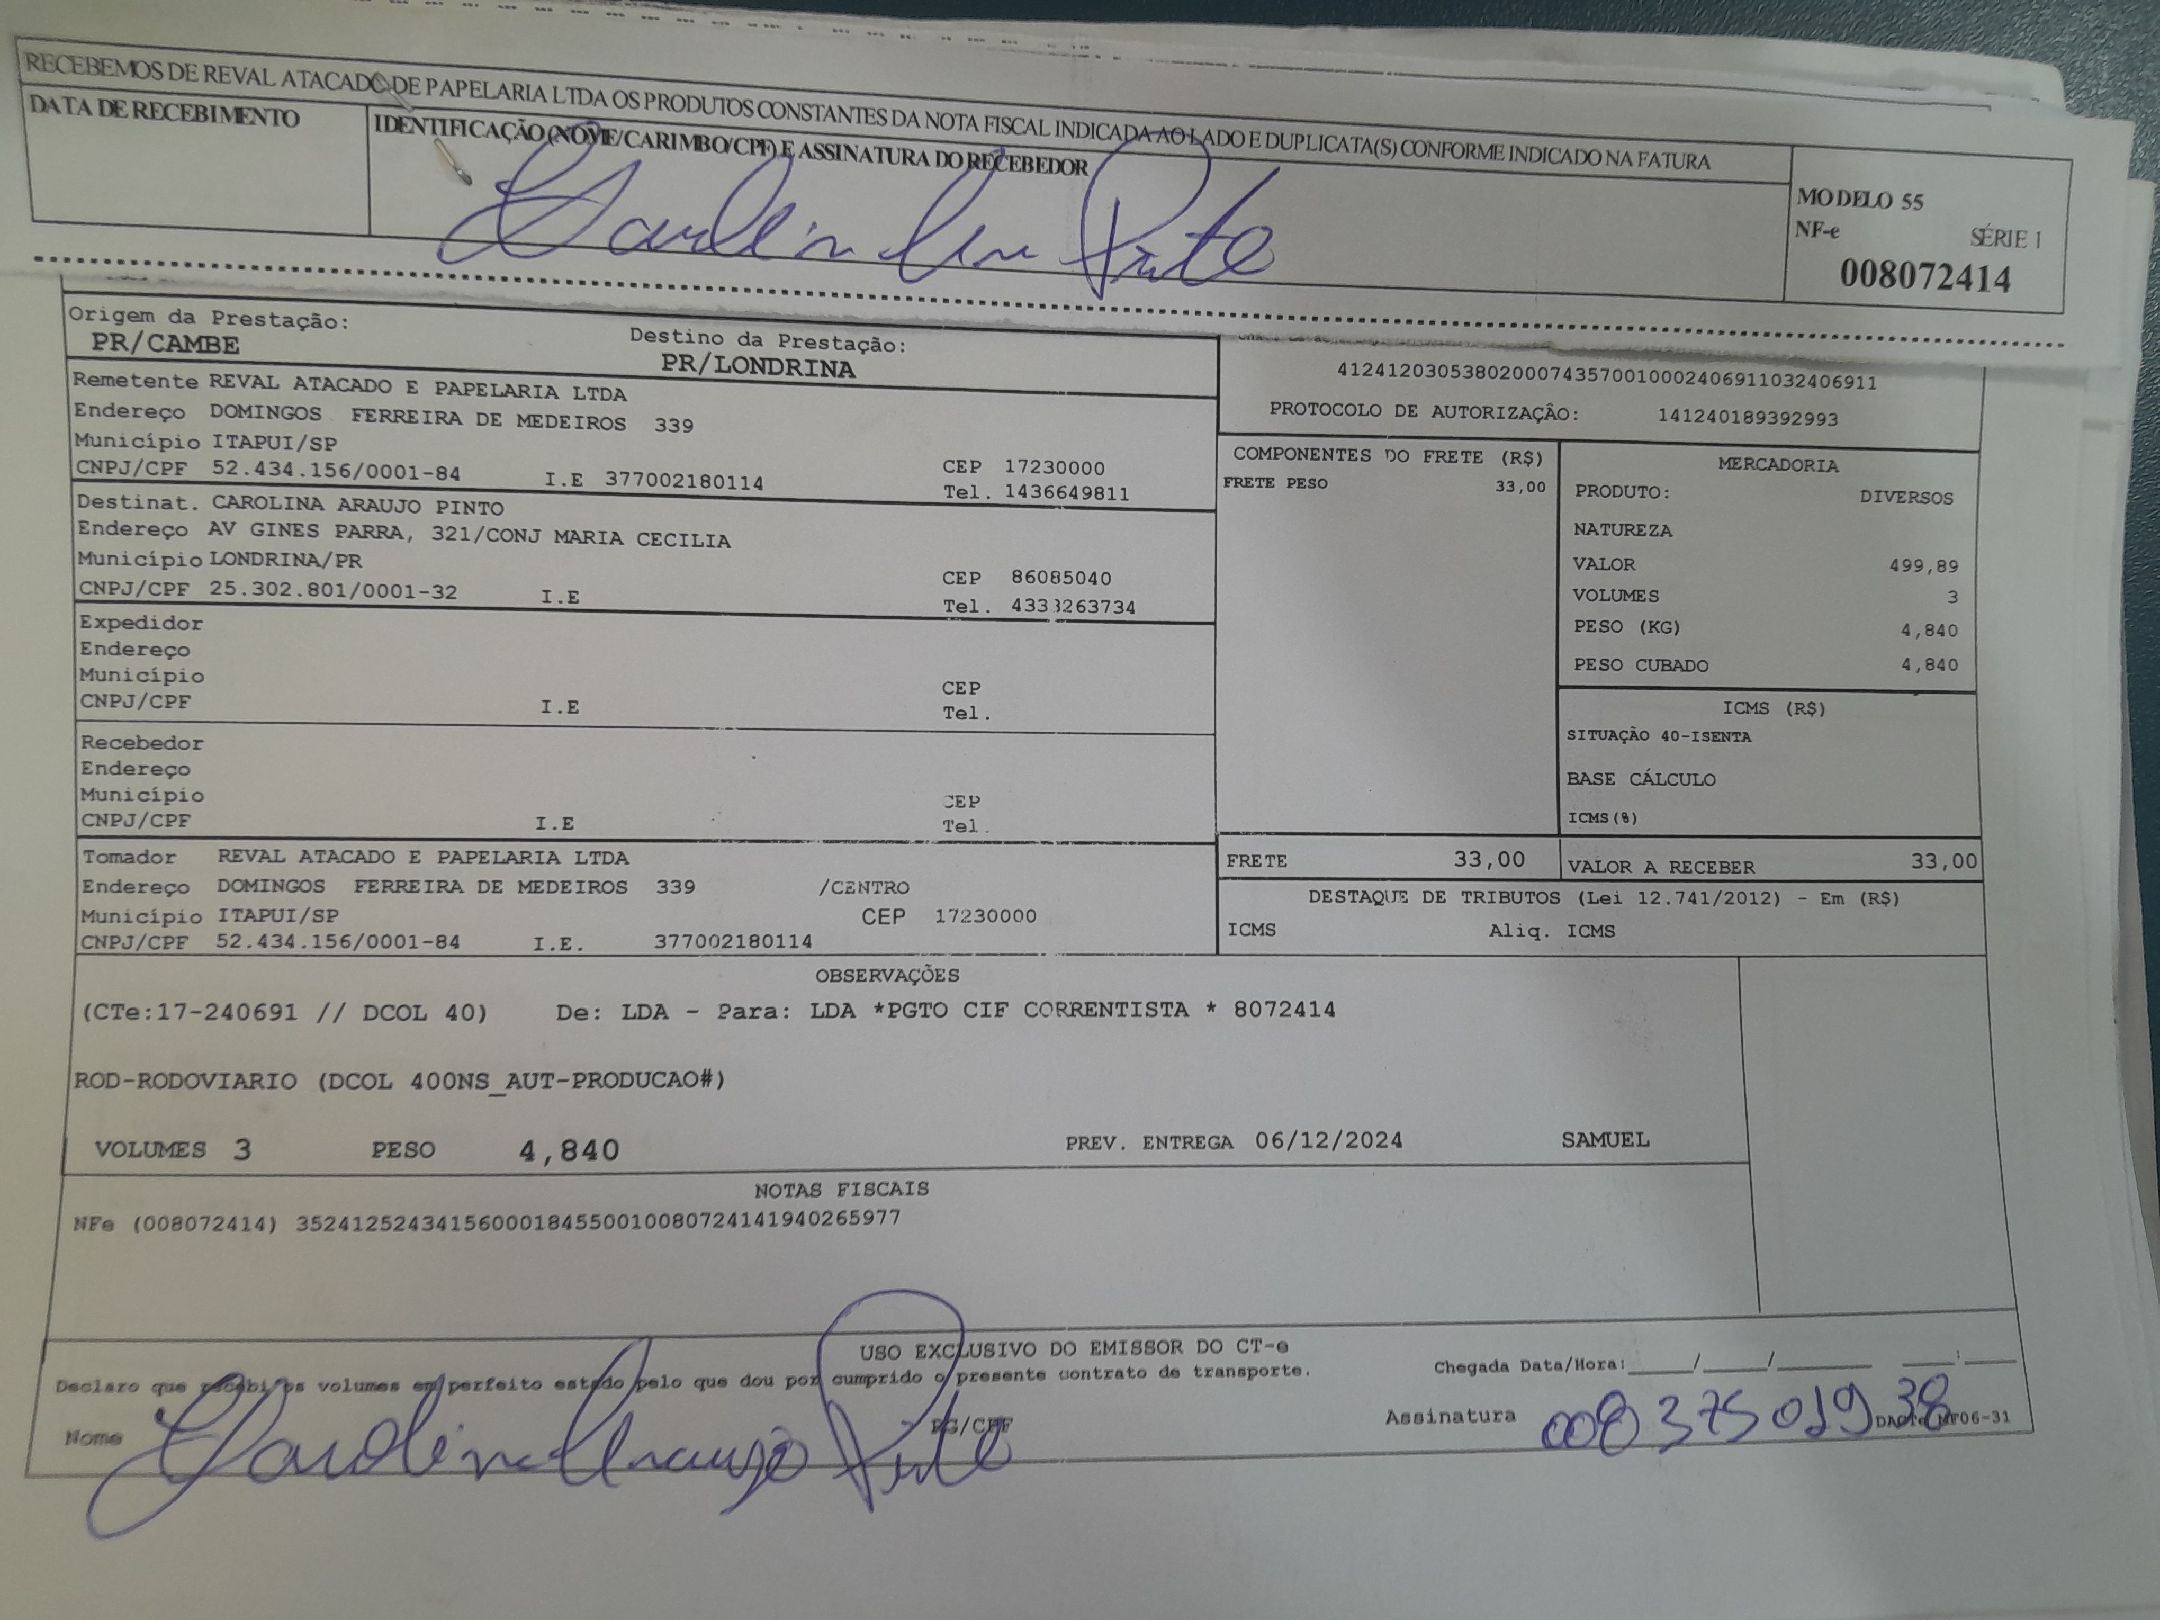 RECEBEMOS DE REVAL ATACADO DE PAPELARIA LTDA OS PRODUTOS CONSTANTES DA NOTA FISCAL INDICADA AO LADO E DUPLICATA(S) CONFORME INDICADO NA FATURA
DATA DE RECEBIMENTO
IDENTIFICAÇÃO (NOME/CARIMBO/CPF) E ASSINATURA DO RECEBEDOR
MODELO 55
NF-e SÉRIE 1
008072414
Origem da Prestação: Destino da Prestação:
PR/CAMBE PR/LONDRINA
Remetente REVAL ATACADO E PAPELARIA LTDA
Endereço DOMINGOS FERREIRA DE MEDEIROS 339
Município ITAPUI/SP
CNPJ/CPF 52.434.156/0001-84 I.E 377002180114 CEP 17230000
Tel. 1436649811
Destinat. CAROLINA ARAUJO PINTO
Endereço AV GINES PARRA, 321/CONJ MARIA CECILIA
Município LONDRINA/PR
CNPJ/CPF 25.302.801/0001-32 I.E CEP 86085040
Tel. 4333263734
Expedidor
Endereço
Município
CNPJ/CPF I.E CEP
Tel.
Recebedor
Endereço
Município
CNPJ/CPF I.E CEP
Tel.
Tomador REVAL ATACADO E PAPELARIA LTDA
Endereço DOMINGOS FERREIRA DE MEDEIROS 339 /CENTRO
Município ITAPUI/SP CEP 17230000
CNPJ/CPF 52.434.156/0001-84 I.E. 377002180114
41241203053802000743570010002406911032406911
PROTOCOLO DE AUTORIZAÇÃO: 141240189392993
COMPONENTES DO FRETE (R$)
FRETE PESO 33,00
MERCADORIA
PRODUTO: DIVERSOS
NATUREZA
VALOR 499,89
VOLUMES 3
PESO (KG) 4,840
PESO CUBADO 4,840
ICMS (R$)
SITUAÇÃO 40-ISENTA
BASE CÁLCULO
ICMS(%)
FRETE 33,00 VALOR A RECEBER 33,00
DESTAQUE DE TRIBUTOS (Lei 12.741/2012) - Em (R$)
ICMS Aliq. ICMS
OBSERVAÇÕES
(CTe:17-240691 // DCOL 40) De: LDA - Para: LDA *PGTO CIF CORRENTISTA * 8072414
ROD-RODOVIARIO (DCOL 400NS_AUT-PRODUCAO#)
VOLUMES 3 PESO 4,840 PREV. ENTREGA 06/12/2024 SAMUEL
NOTAS FISCAIS
NFe (008072414) 35241252434156000184550010080724141940265977
USO EXCLUSIVO DO EMISSOR DO CT-e
Declaro que recebi os volumes em perfeito estado pelo que dou por cumprido o presente contrato de transporte. Chegada Data/Hora: ____/____/______ ___:___
Nome Carolina Araujo Pinto RG/CPF Assinatura 008 375 019 38 DACTE MF06-31